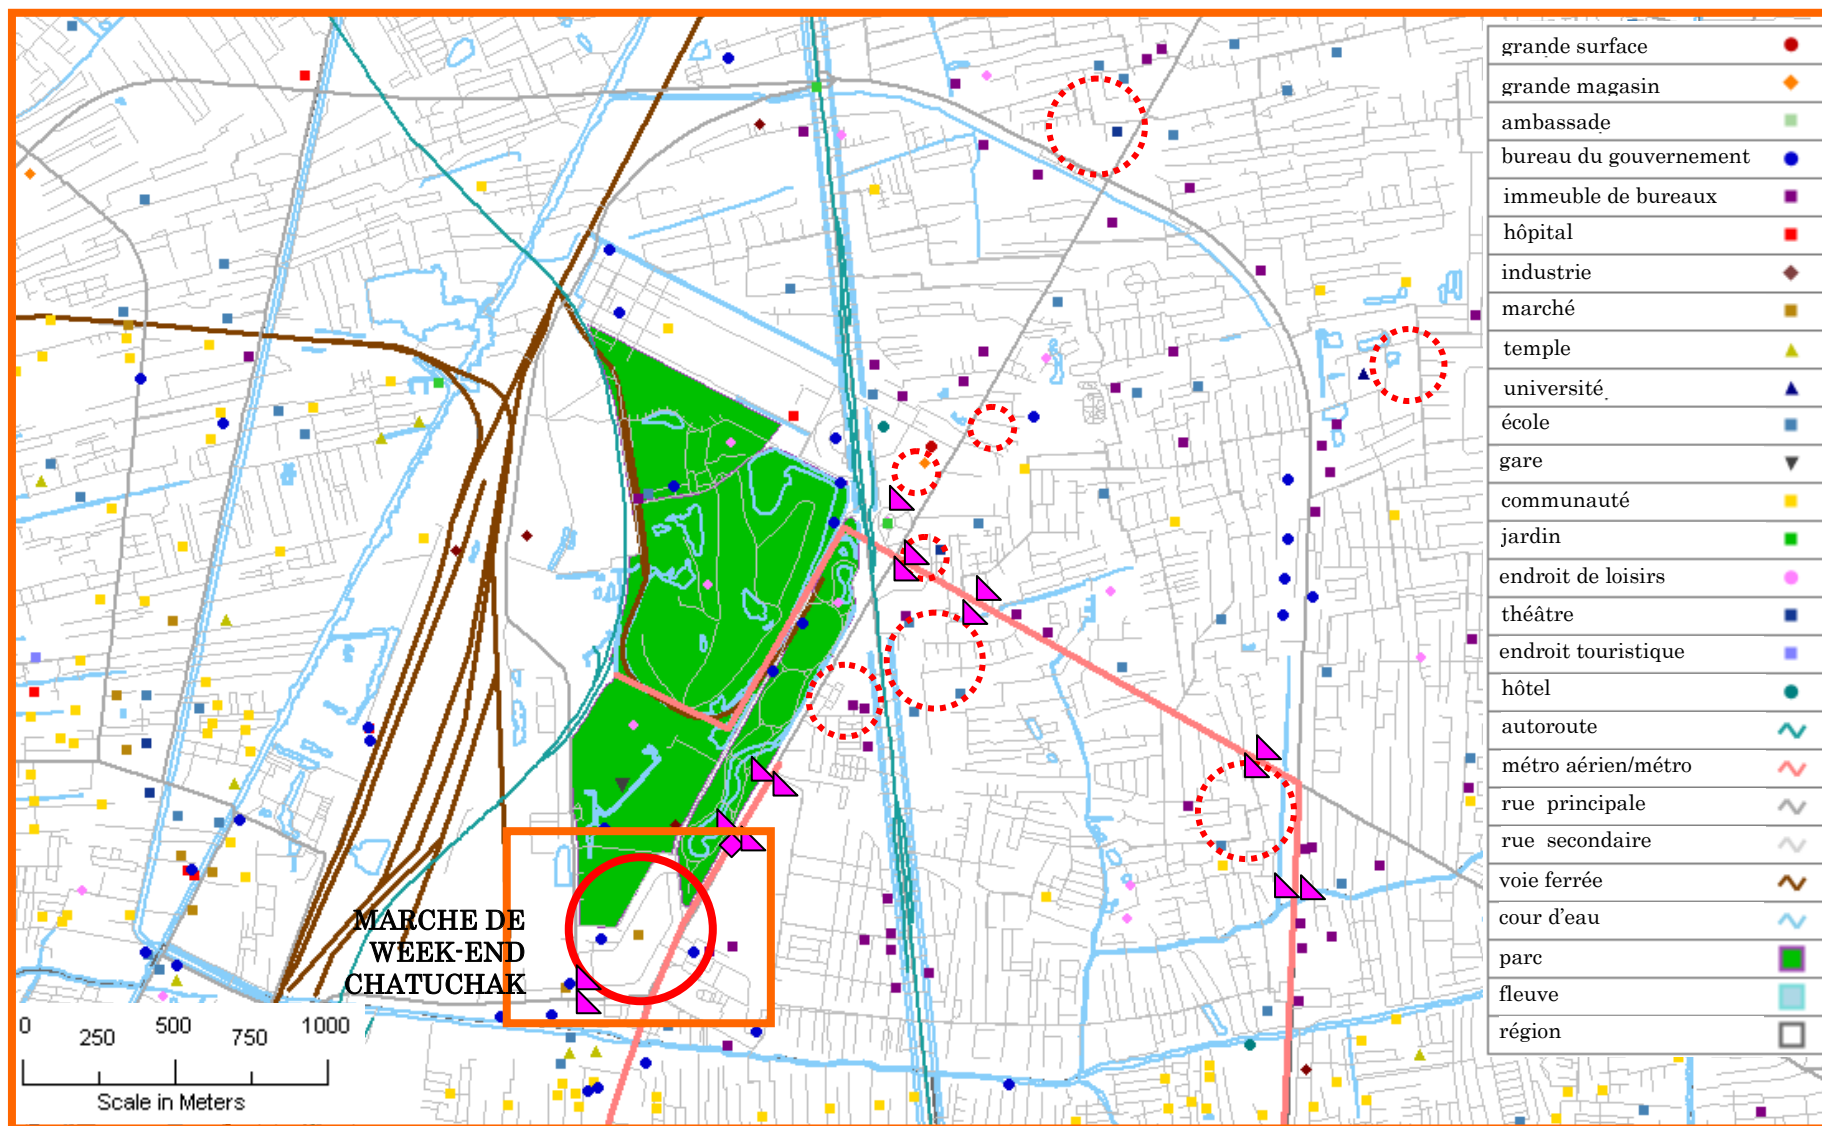 grande surface
grande magasin
ambassade
bureau du gouvernement
immeuble de bureaux
hôpital
industrie
marché
temple
université
école
gare
communauté
jardin
endroit de loisirs
théâtre
endroit touristique
hôtel
autoroute
métro aérien/métro
rue principale
rue secondaire
voie ferrée
cour d'eau
parc
fleuve
région
MARCHE DE
WEEK-END
CHATUCHAK
0 500 1000
250 750
Scale in Meters